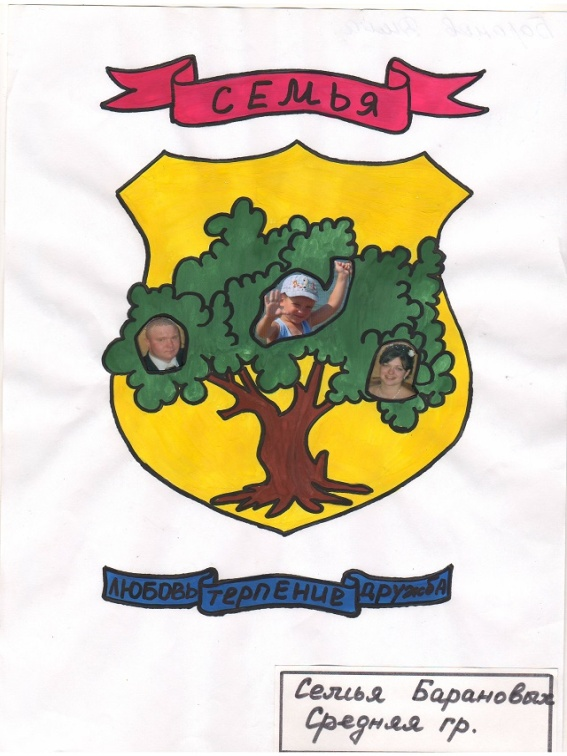 СЕМЬЯ
ЛЮБОВЬ терпЕНИЕ дружбА
Семья Барановых
Средняя гр.